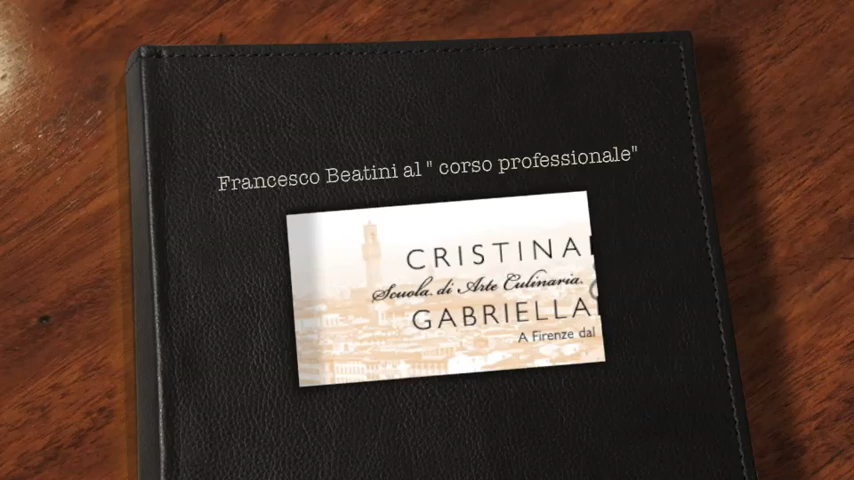 Francesco Beatini al " corso professionale"
CRISTINA
Scuola di Arte Culinaria
GABRIELLA
A Firenze dal